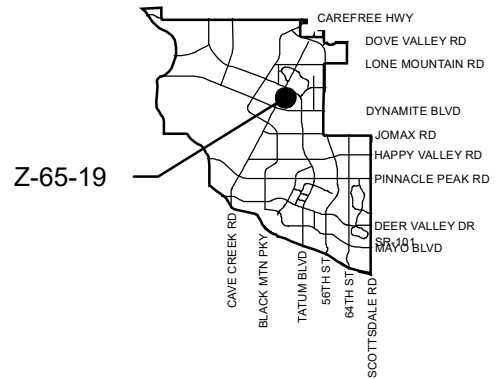 CAREFREE HWY
DOVE VALLEY RD
LONE MOUNTAIN RD
DYNAMITE BLVD
JOMAX RD
HAPPY VALLEY RD
Z-65-19
PINNACLE PEAK RD
DEER VALLEY DR
SR-101
MAYO BLVD
CAVE CREEK RD
BLACK MTN PKY
TATUM BLVD
56TH ST
64TH ST
SCOTTSDALE RD